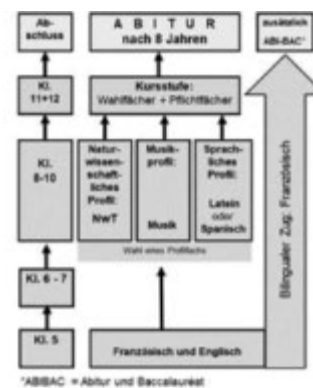 Ab-
schluss
A B I T U R
nach 8 Jahren
zusätzlich
ABI-BAC*
Kl.
11+12
Kursstufe:
Wahlfächer + Pflichtfächer
Kl.
8-10
Natur-
wissen-
schaft-
liches
Profil:
NwT
Musik-
profil:
Musik
Sprach-
liches
Profil:
Latein
oder
Spanisch
Wahl eines Profilfachs
Bilingualer Zug: Französisch
Kl. 6 - 7
Kl. 5
Französisch und Englisch
*ABIBAC = Abitur und Baccalauréat